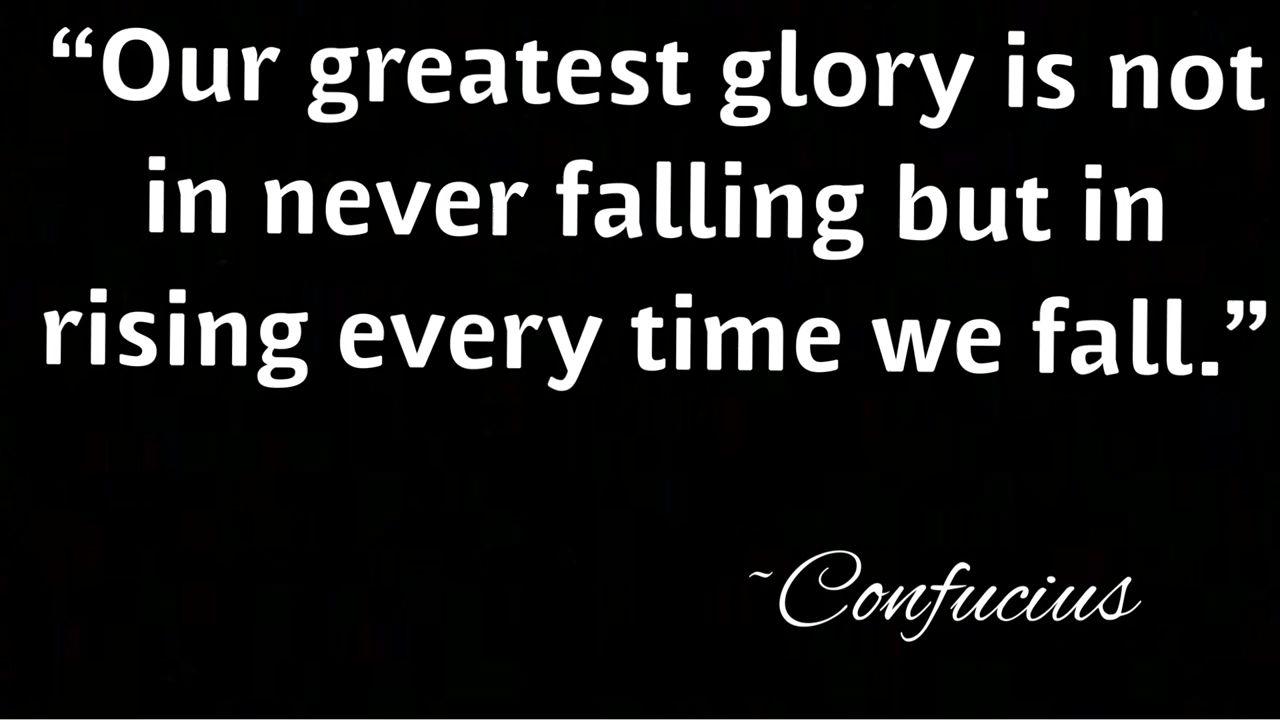 “Our greatest glory is not
in never falling but in
rising every time we fall.”
~Confucius